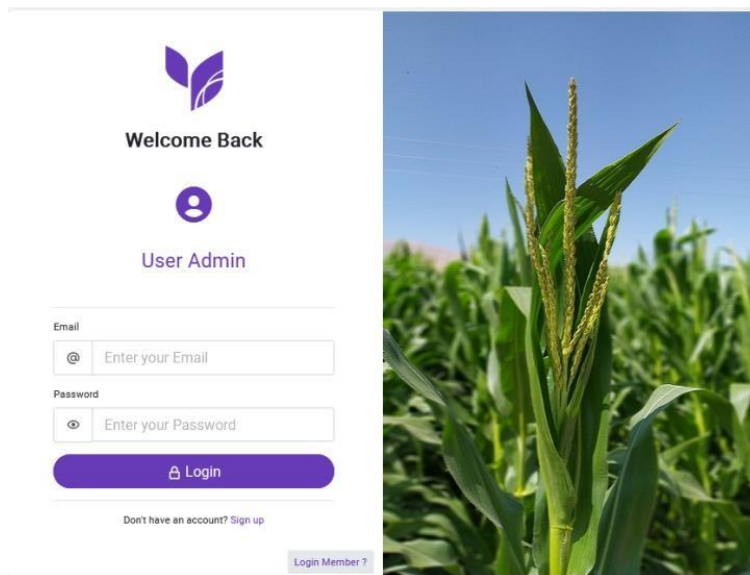 Welcome Back
User Admin
Email
@ Enter your Email
Password
Enter your Password
Login
Don't have an account? Sign up
Login Member ?